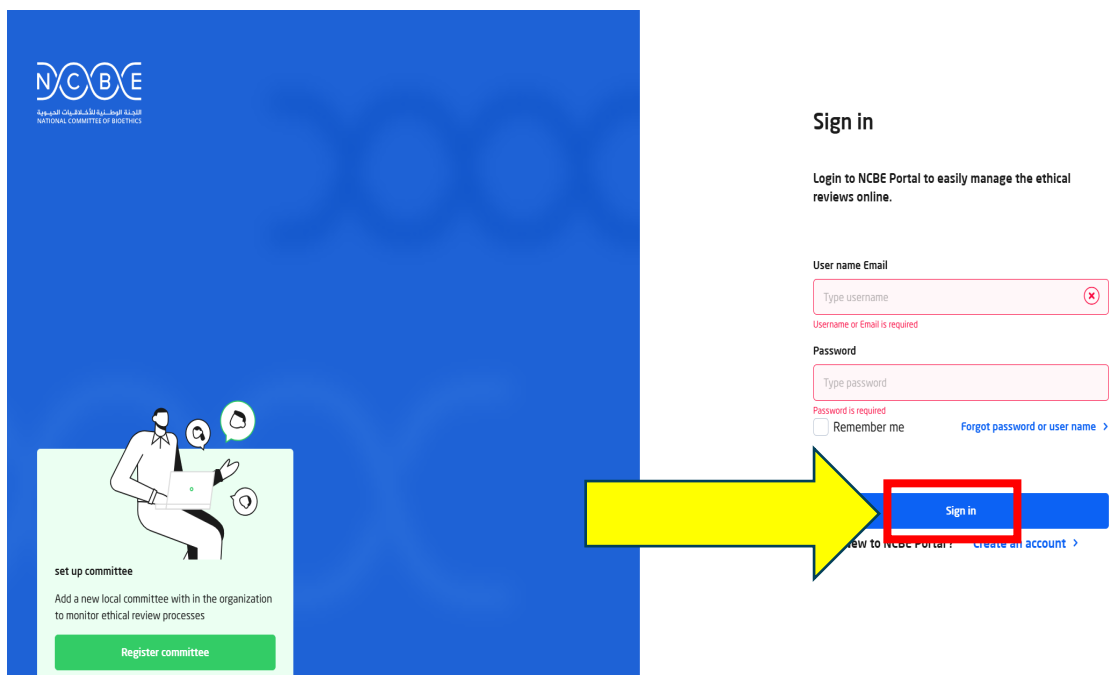 NCBE
اللجنة الوطنية للأخلاقيات الحيوية
NATIONAL COMMITTEE OF BIOETHICS
Sign in
Login to NCBE Portal to easily manage the ethical
reviews online.
User name Email
Type username
Username or Email is required
Password
Type password
Password is required
Remember me
Forgot password or user name >
Sign in
to NCBE Portal? Create an account >
set up committee
Add a new local committee with in the organization
to monitor ethical review processes
Register committee